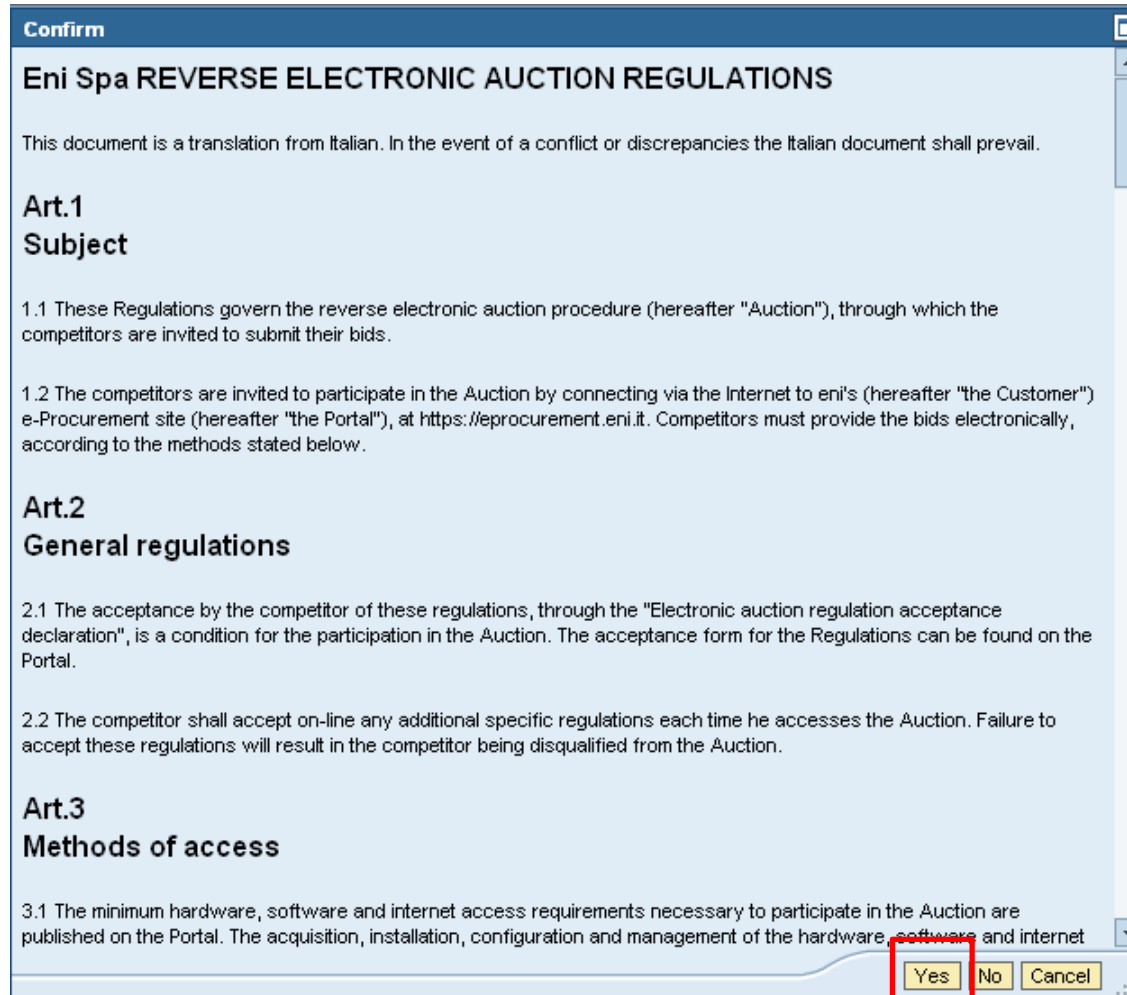 Confirm
Eni Spa REVERSE ELECTRONIC AUCTION REGULATIONS
This document is a translation from Italian. In the event of a conflict or discrepancies the Italian document shall prevail.
Art.1
Subject
1.1 These Regulations govern the reverse electronic auction procedure (hereafter "Auction"), through which the
competitors are invited to submit their bids.
1.2 The competitors are invited to participate in the Auction by connecting via the Internet to eni's (hereafter "the Customer")
e-Procurement site (hereafter "the Portal"), at https://eprocurement.eni.it. Competitors must provide the bids electronically,
according to the methods stated below.
Art.2
General regulations
2.1 The acceptance by the competitor of these regulations, through the "Electronic auction regulation acceptance
declaration", is a condition for the participation in the Auction. The acceptance form for the Regulations can be found on the
Portal.
2.2 The competitor shall accept on-line any additional specific regulations each time he accesses the Auction. Failure to
accept these regulations will result in the competitor being disqualified from the Auction.
Art.3
Methods of access
3.1 The minimum hardware, software and internet access requirements necessary to participate in the Auction are
published on the Portal. The acquisition, installation, configuration and management of the hardware, software and internet
Yes No Cancel